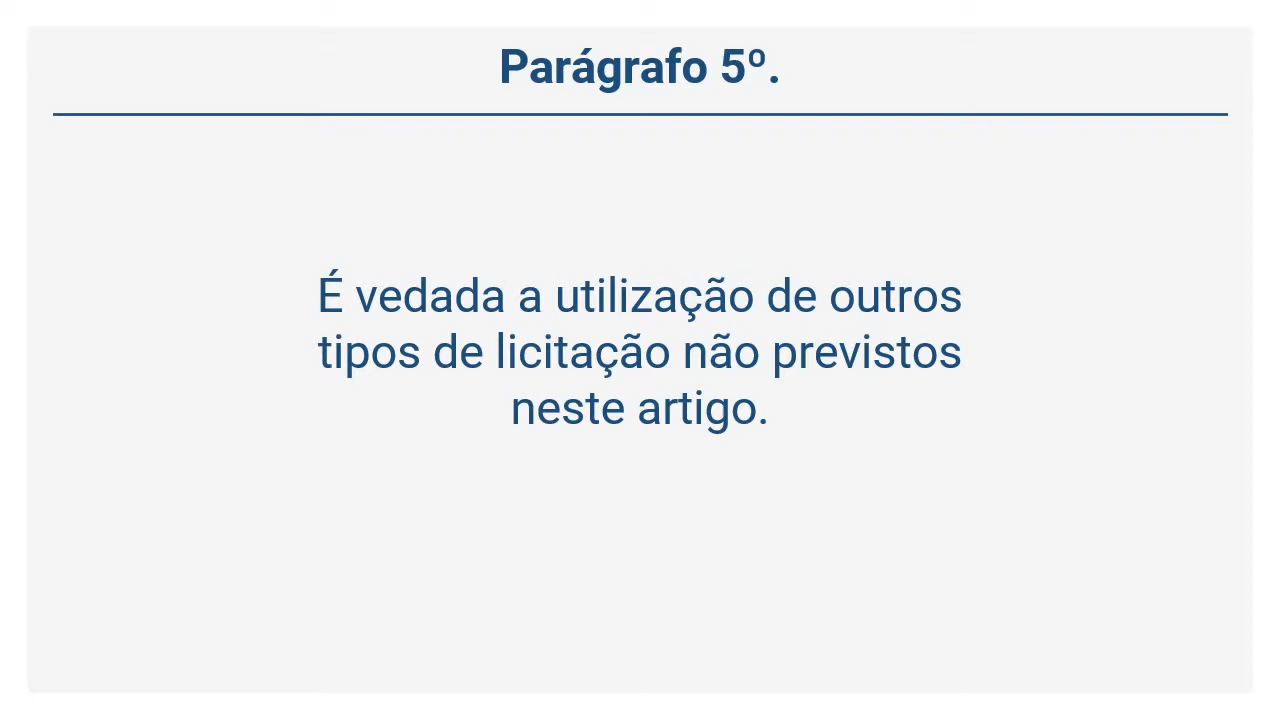 Parágrafo 5º.
É vedada a utilização de outros
tipos de licitação não previstos
neste artigo.